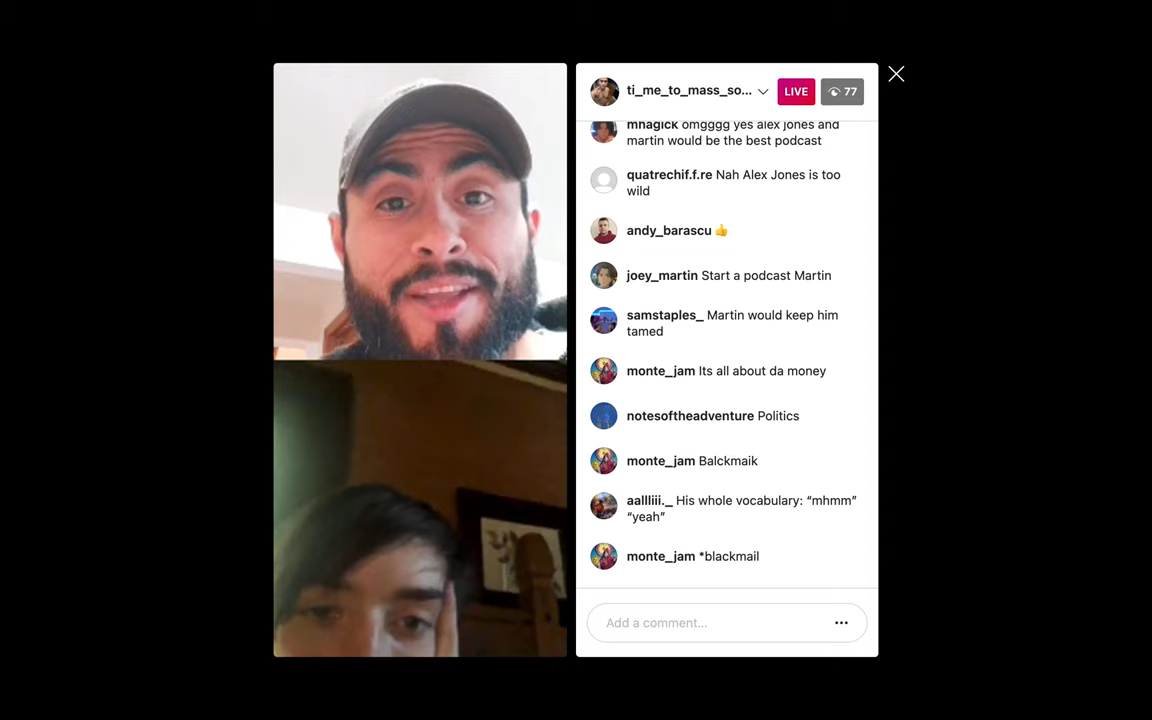 ti_me_to_mass_so...
LIVE
77
mhagick omgggg yes alex jones and
martin would be the best podcast
quatrechif.f.re Nah Alex Jones is too
wild
andy_barascu 👍
joey_martin Start a podcast Martin
samstaples_ Martin would keep him
tamed
monte_jam Its all about da money
notesoftheadventure Politics
monte_jam Balckmaik
aallliii._ His whole vocabulary: “mhmm”
“yeah”
monte_jam *blackmail
Add a comment...